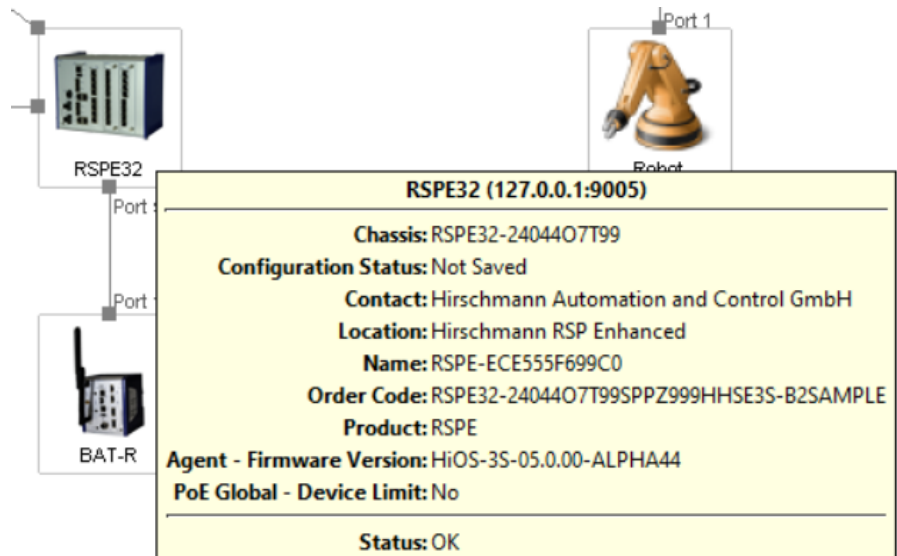 Port 1
RSPE32
Robot
Port
Port
BAT-R
RSPE32 (127.0.0.1:9005)
Chassis: RSPE32-24044O7T99
Configuration Status: Not Saved
Contact: Hirschmann Automation and Control GmbH
Location: Hirschmann RSP Enhanced
Name: RSPE-ECE555F699C0
Order Code: RSPE32-24044O7T99SPPZ999HHSE3S-B2SAMPLE
Product: RSPE
Agent - Firmware Version: HiOS-3S-05.0.00-ALPHA44
PoE Global - Device Limit: No
Status: OK